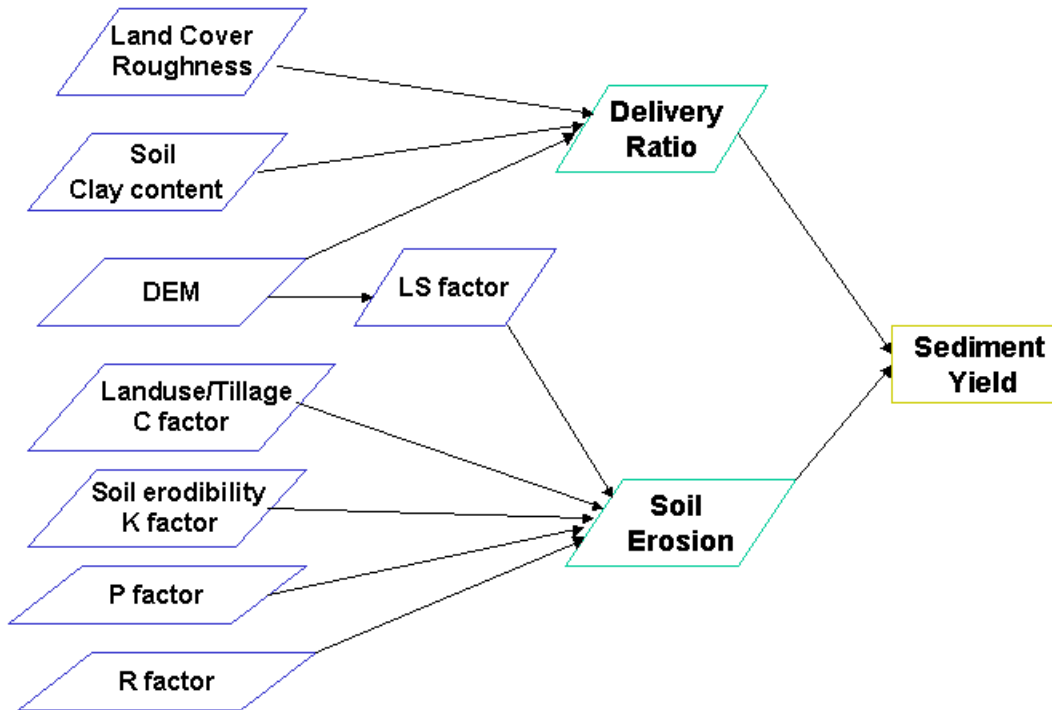 Land Cover
Roughness
Delivery
Ratio
Soil
Clay content
DEM
LS factor
Sediment
Yield
Landuse/Tillage
C factor
Soil erodibility
K factor
Soil
Erosion
P factor
R factor